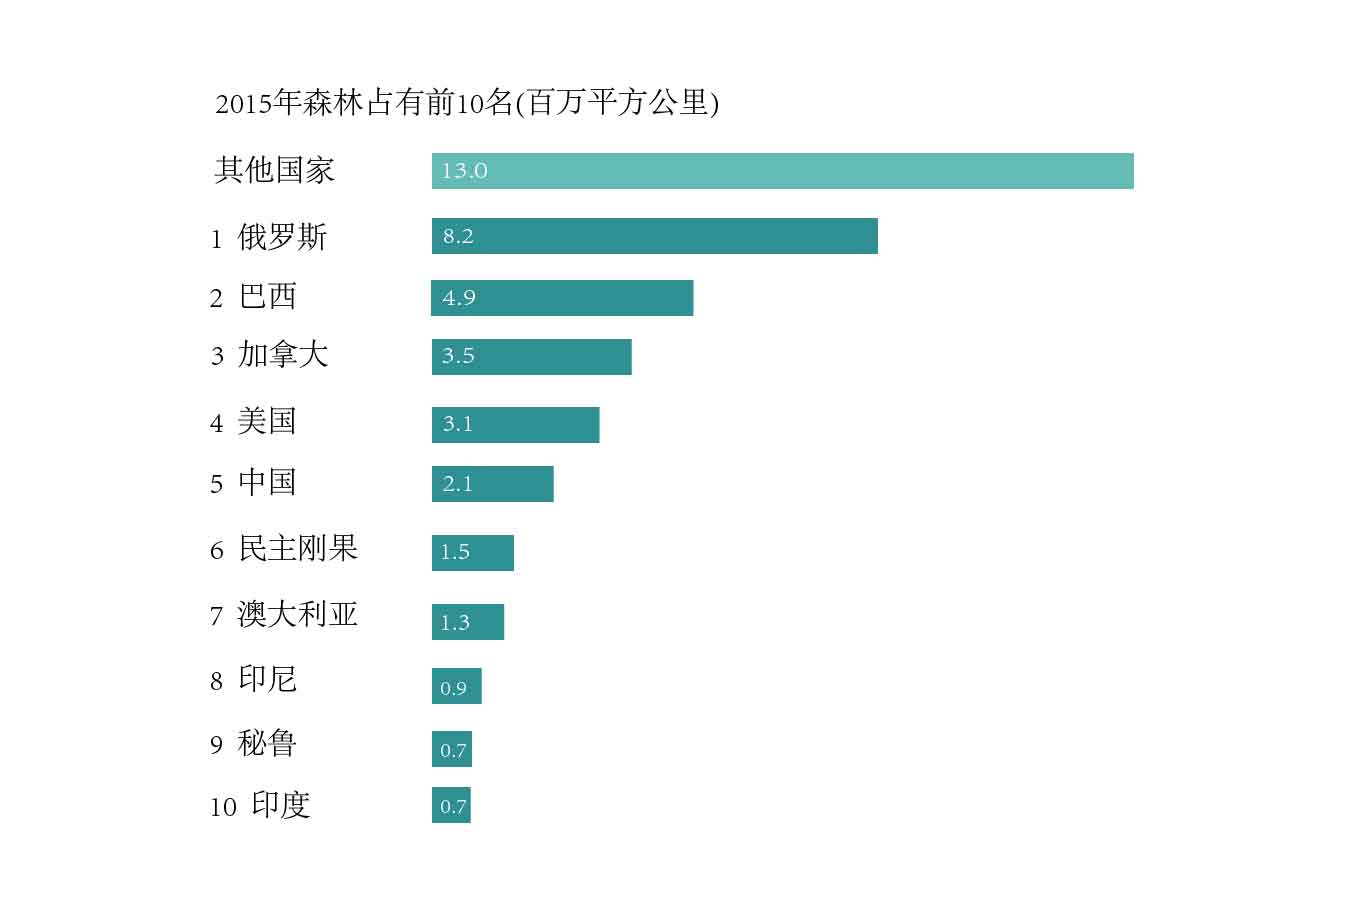 2015年森林占有前10名(百万平方公里)
其他国家 13.0
1 俄罗斯 8.2
2 巴西 4.9
3 加拿大 3.5
4 美国 3.1
5 中国 2.1
6 民主刚果 1.5
7 澳大利亚 1.3
8 印尼 0.9
9 秘鲁 0.7
10 印度 0.7